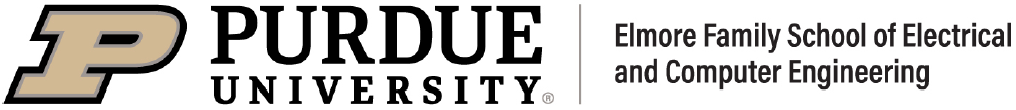 P
PURDUE
UNIVERSITY®
Elmore Family School of Electrical
and Computer Engineering